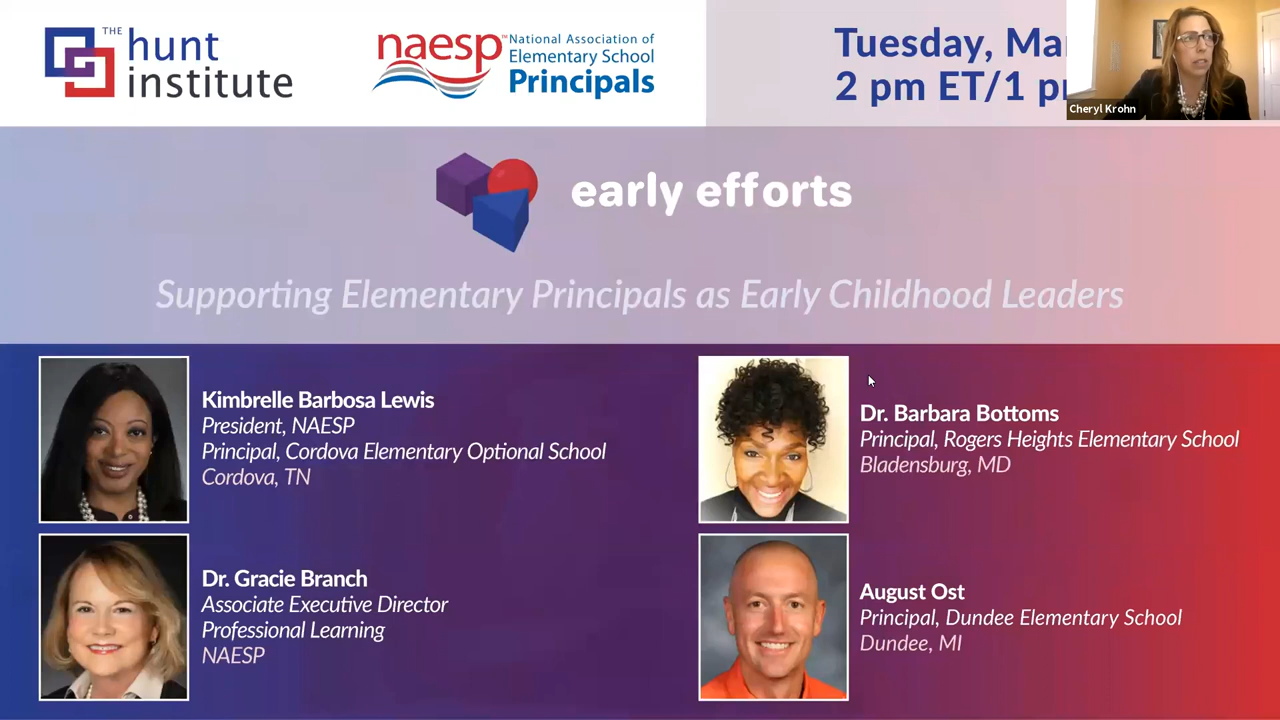 THE hunt institute
naesp National Association of Elementary School Principals
Tuesday, Ma
2 pm ET/1 p
Cheryl Krohn
early efforts
Supporting Elementary Principals as Early Childhood Leaders
Kimbrelle Barbosa Lewis
President, NAESP
Principal, Cordova Elementary Optional School
Cordova, TN
Dr. Barbara Bottoms
Principal, Rogers Heights Elementary School
Bladensburg, MD
Dr. Gracie Branch
Associate Executive Director
Professional Learning
NAESP
August Ost
Principal, Dundee Elementary School
Dundee, MI